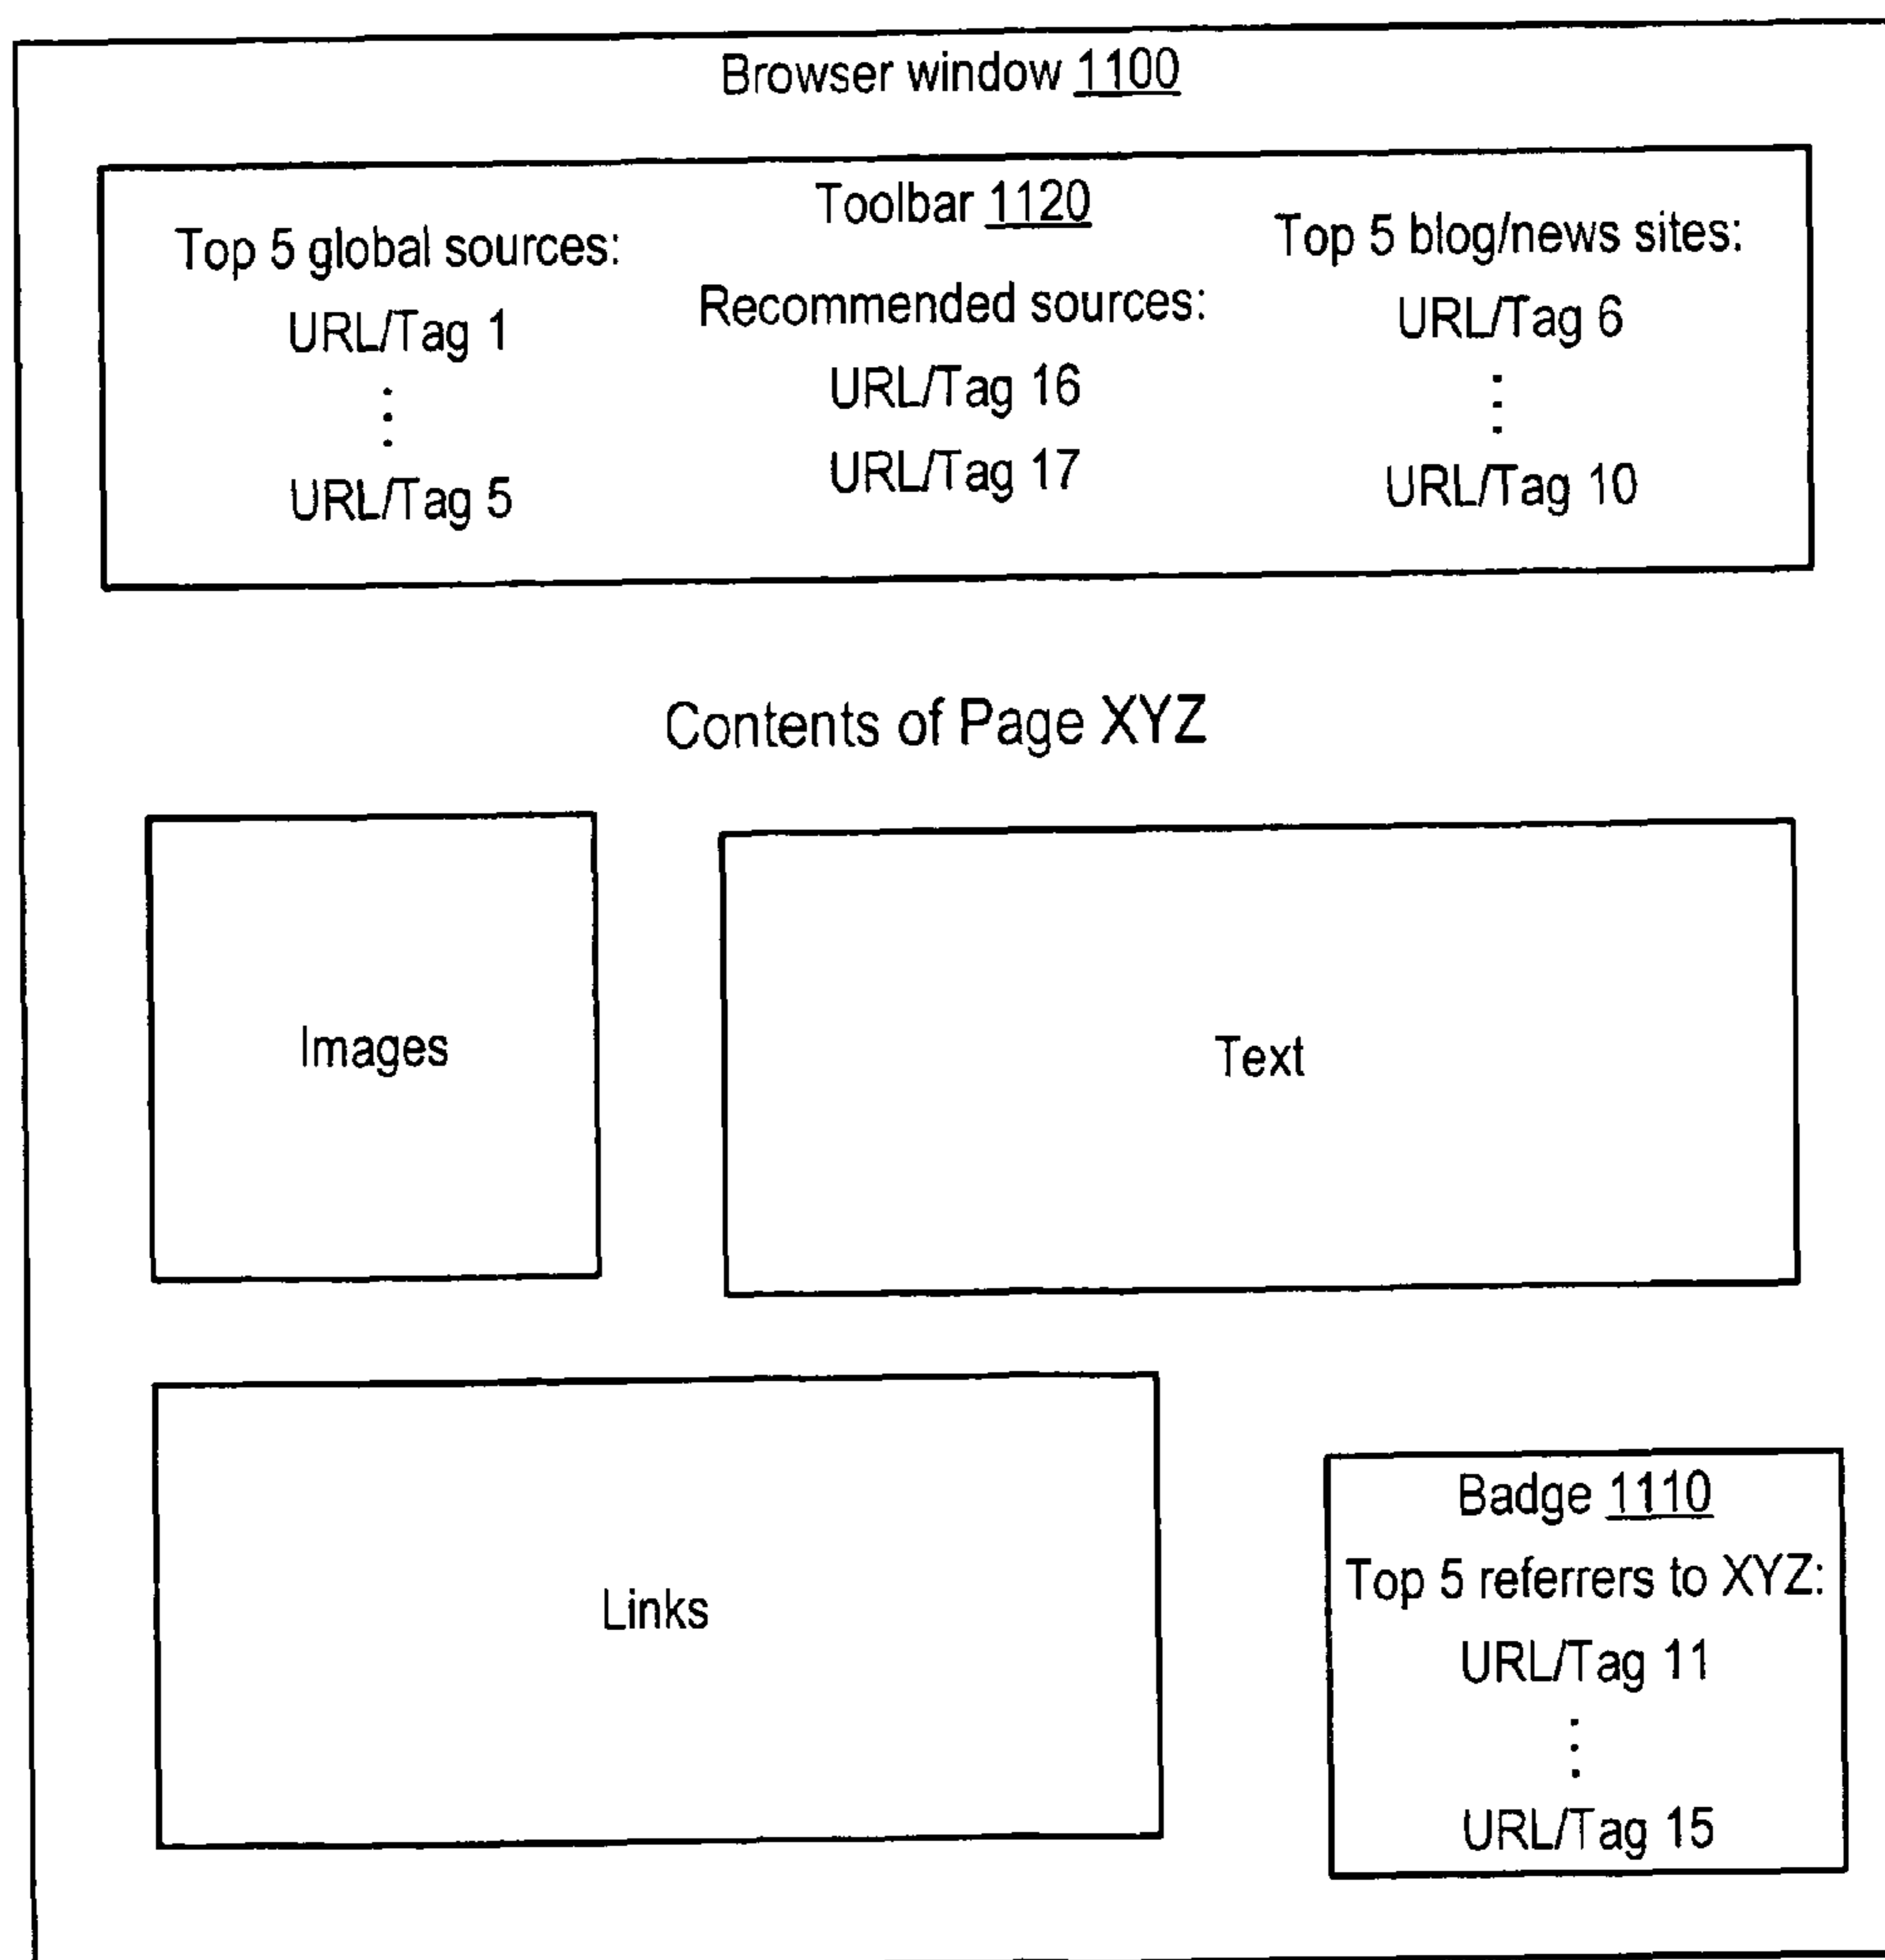 Browser window 1100
Toolbar 1120
Top 5 global sources:
URL/Tag 1
URL/Tag 5
Recommended sources:
URL/Tag 16
URL/Tag 17
Top 5 blog/news sites:
URL/Tag 6
URL/Tag 10
Contents of Page XYZ
Images
Text
Links
Badge 1110
Top 5 referrers to XYZ:
URL/Tag 11
URL/Tag 15